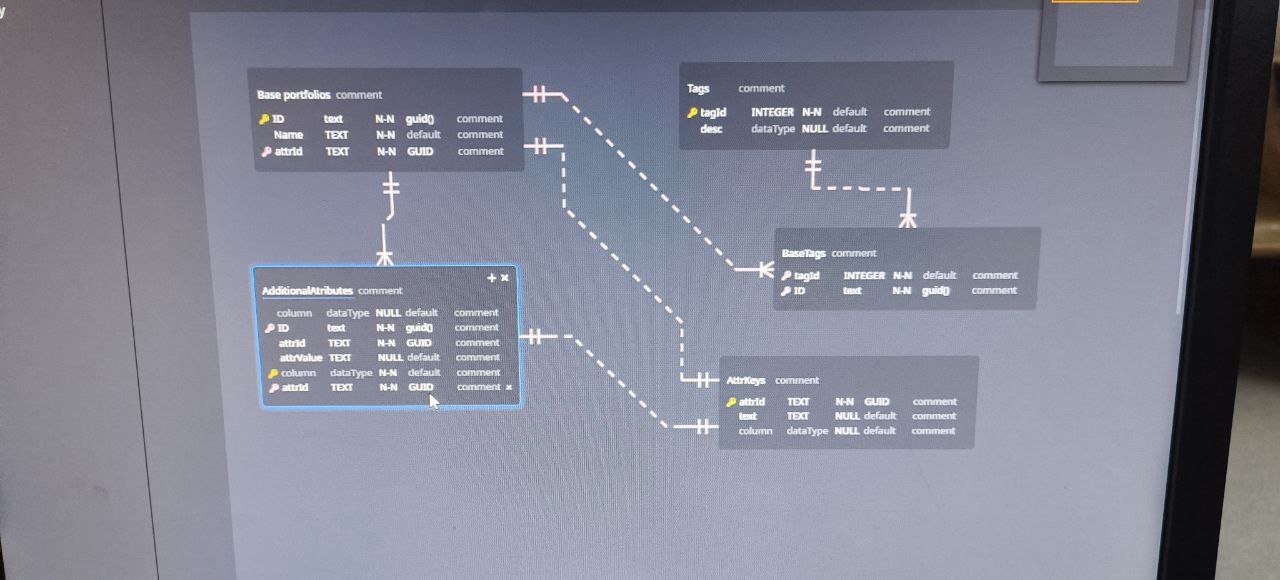 y
Base portfolios comment
ID text N-N guid() comment
Name TEXT N-N default comment
attrId TEXT N-N GUID comment
Tags comment
tagId INTEGER N-N default comment
desc dataType NULL default comment
BaseTags comment
tagId INTEGER N-N default comment
ID text N-N guid() comment
AdditionalAtributes comment
column dataType NULL default comment
ID text N-N guid() comment
attrId TEXT N-N GUID comment
attrValue TEXT NULL default comment
column dataType N-N default comment
attrId TEXT N-N GUID comment
AttrKeys comment
attrId TEXT N-N GUID comment
text TEXT NULL default comment
column dataType NULL default comment